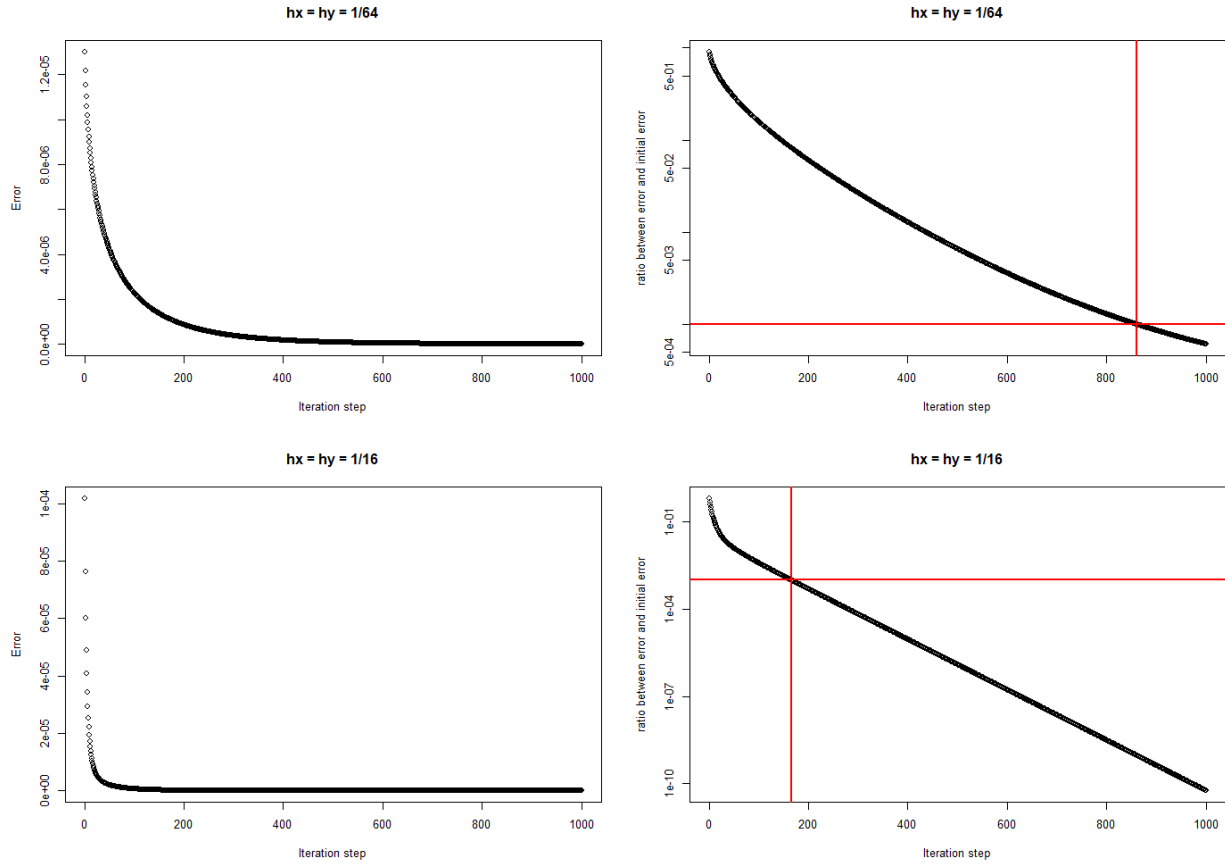 hx = hy = 1/64
Error
0.0e+00 4.0e-06 8.0e-06 1.2e-05
0 200 400 600 800 1000
Iteration step
hx = hy = 1/64
ratio between error and initial error
5e-04 5e-03 5e-02 5e-01
0 200 400 600 800 1000
Iteration step
hx = hy = 1/16
Error
0e+00 2e-05 4e-05 6e-05 8e-05 1e-04
0 200 400 600 800 1000
Iteration step
hx = hy = 1/16
ratio between error and initial error
1e-10 1e-07 1e-04 1e-01
0 200 400 600 800 1000
Iteration step